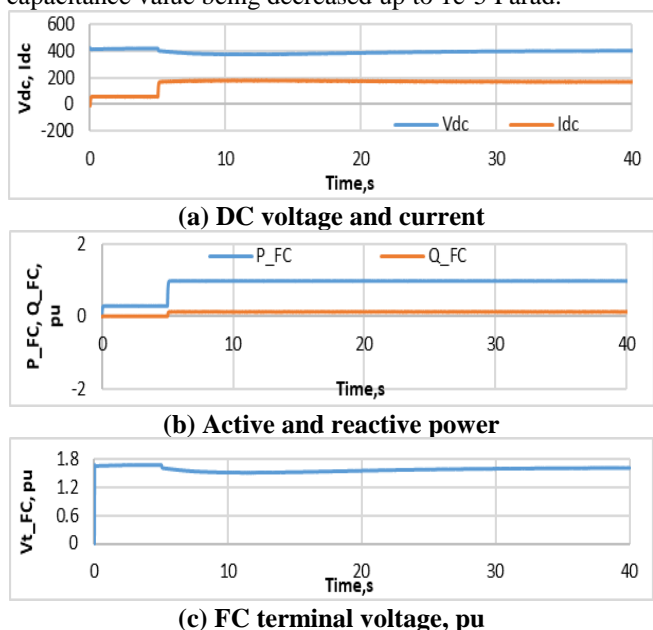 capacitance value being decreased up to 1e-5 Farad.
600
400
200
0
-200
Vdc, Idc
Vdc Idc
0 10 20 30 40
Time,s
(a) DC voltage and current
2
0
-2
P_FC, Q_FC,
pu
P_FC Q_FC
Time,s
0 10 20 30 40
(b) Active and reactive power
1.8
1.2
0.6
0
Vt_FC, pu
0 10 20 30 40
Time,s
(c) FC terminal voltage, pu